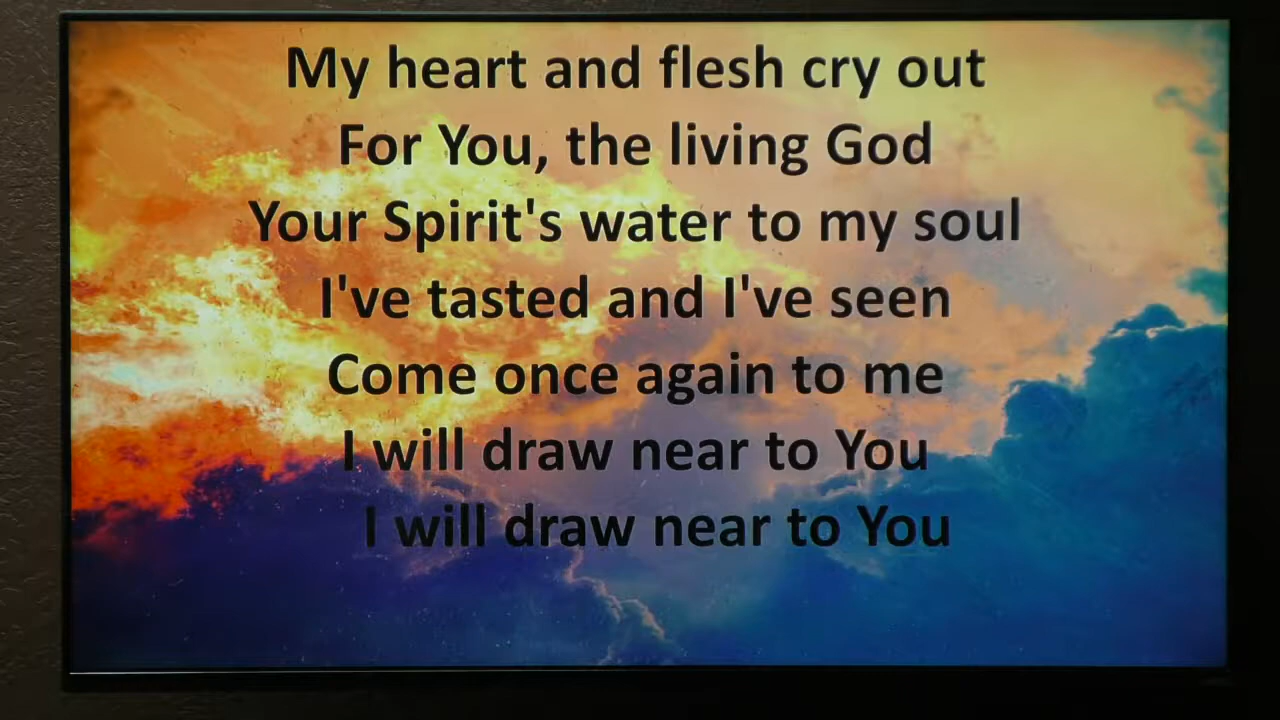 My heart and flesh cry out
For You, the living God
Your Spirit's water to my soul
I've tasted and I've seen
Come once again to me
I will draw near to You
I will draw near to You